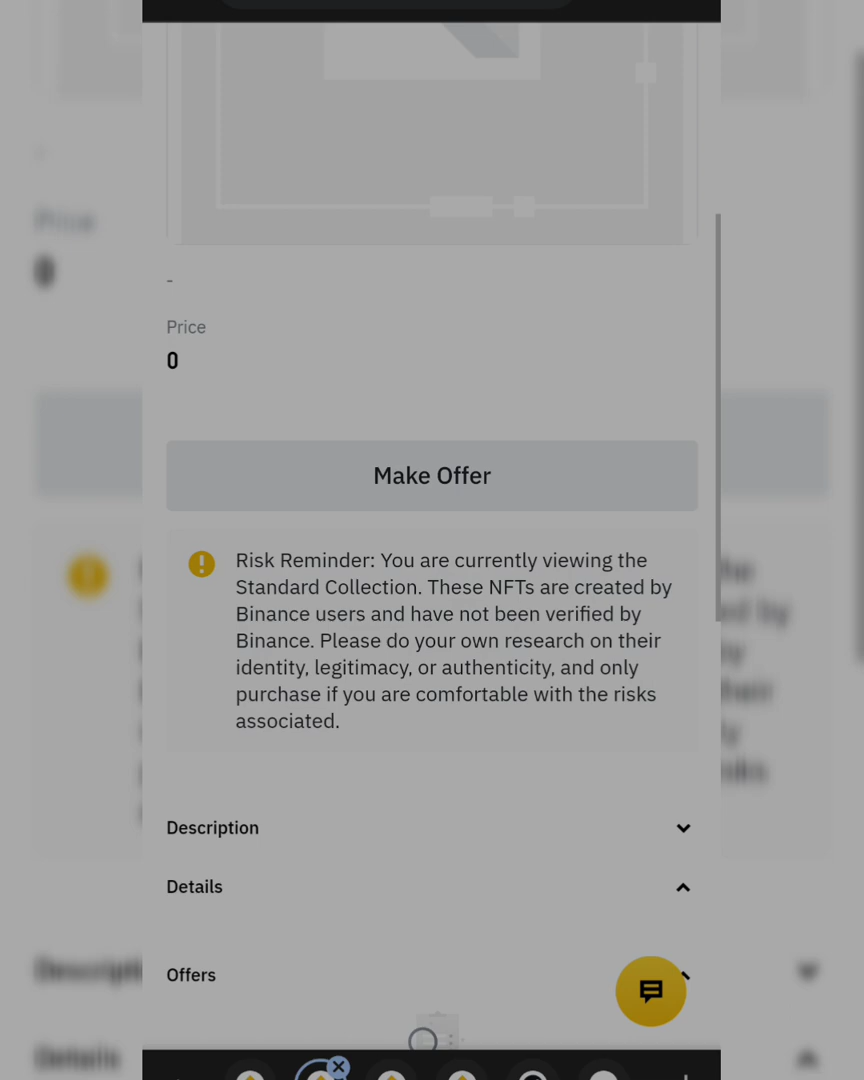 -
Price
0
Make Offer
Risk Reminder: You are currently viewing the
Standard Collection. These NFTs are created by
Binance users and have not been verified by
Binance. Please do your own research on their
identity, legitimacy, or authenticity, and only
purchase if you are comfortable with the risks
associated.
Description
Details
Offers